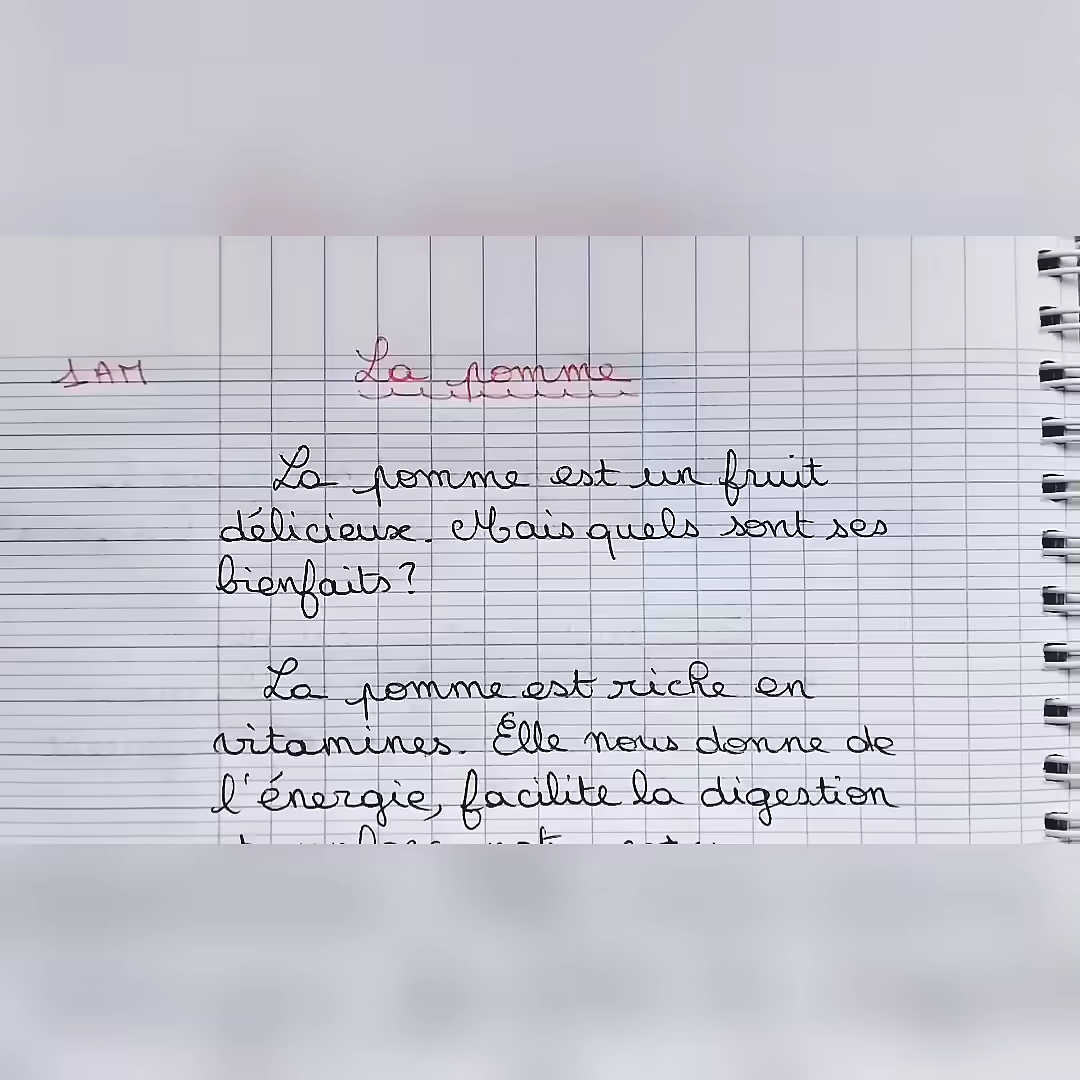 1AM
La pomme
La pomme est un fruit
délicieux. Mais quels sont ses
bienfaits?
La pomme est riche en
vitamines. Elle nous donne de
l'énergie, facilite la digestion